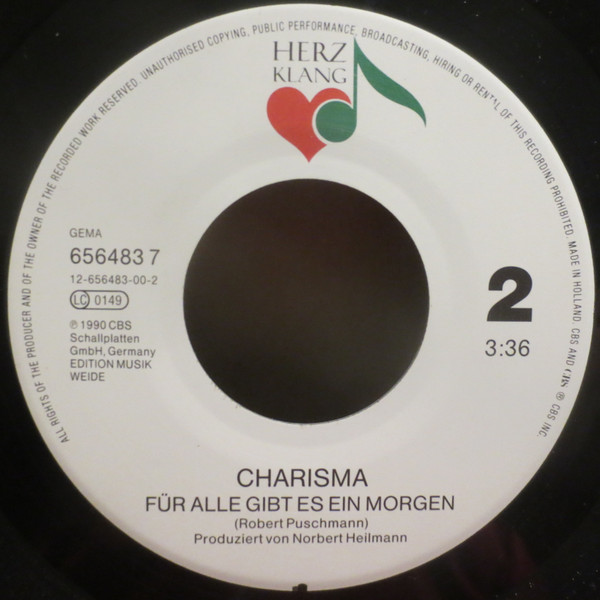 ALL RIGHTS OF THE PRODUCER AND OF THE OWNER OF THE RECORDED WORK RESERVED. UNAUTHORISED COPYING, PUBLIC PERFORMANCE, BROADCASTING, HIRING OR RENTAL OF THIS RECORDING PROHIBITED. MADE IN HOLLAND. CBS AND CBS ® CBS INC.
HERZ
KLANG
GEMA
656483 7
12-656483-00-2
LC 0149
℗ 1990 CBS
Schallplatten
GmbH, Germany
EDITION MUSIK
WEIDE
2
3:36
CHARISMA
FÜR ALLE GIBT ES EIN MORGEN
(Robert Puschmann)
Produziert von Norbert Heilmann